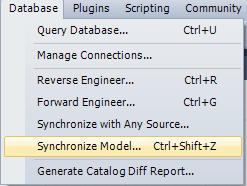 Database Plugins Scripting Community
Query Database... Ctrl+U
Manage Connections...
Reverse Engineer... Ctrl+R
Forward Engineer... Ctrl+G
Synchronize with Any Source...
Synchronize Model... Ctrl+Shift+Z
Generate Catalog Diff Report...